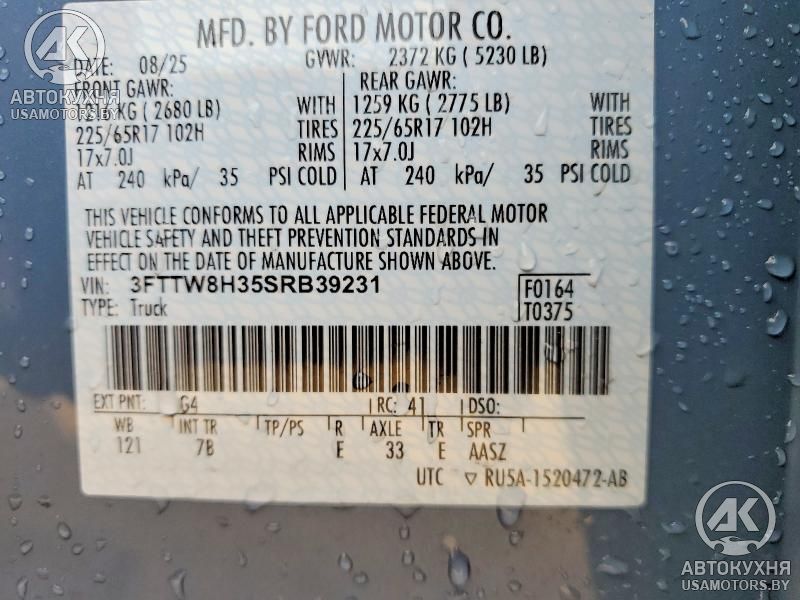 MFD. BY FORD MOTOR CO.
DATE: 08/25 GVWR: 2372 KG ( 5230 LB)
FRONT GAWR: REAR GAWR:
KG ( 2680 LB) WITH 1259 KG ( 2775 LB) WITH
225/65R17 102H TIRES 225/65R17 102H TIRES
17x7.0J RIMS 17x7.0J RIMS
AT 240 kPa/ 35 PSI COLD AT 240 kPa/ 35 PSI COLD
THIS VEHICLE CONFORMS TO ALL APPLICABLE FEDERAL MOTOR
VEHICLE SAFETY AND THEFT PREVENTION STANDARDS IN
EFFECT ON THE DATE OF MANUFACTURE SHOWN ABOVE.
VIN: 3FTTW8H35SRB39231 F0164
TYPE: Truck T0375
EXT PNT: G4 RC: 41 DSO:
WB INT TR TP/PS R AXLE TR SPR
121 7B E 33 E AASZ
UTC ▽ RU5A-1520472-AB
АК
АВТОКУХНЯ
USAMOTORS.BY
АК
АВТОКУХНЯ
USAMOTORS.BY